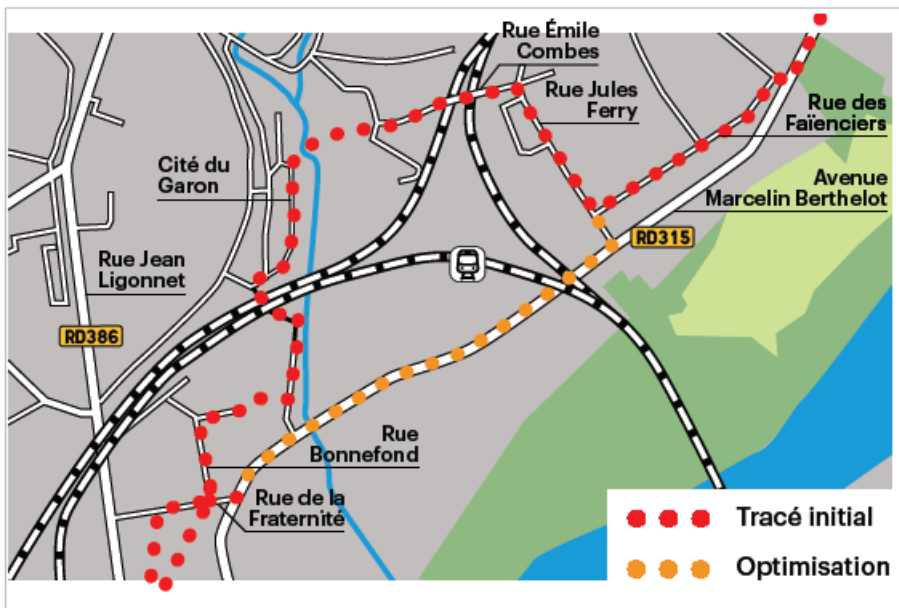 Rue Émile
Combes
Rue Jules
Ferry
Rue des
Faïenciers
Cité du
Garon
Avenue
Marcelin Berthelot
RD315
Rue Jean
Ligonnet
RD386
Rue
Bonnefond
Rue de la
Fraternité
Tracé initial
Optimisation